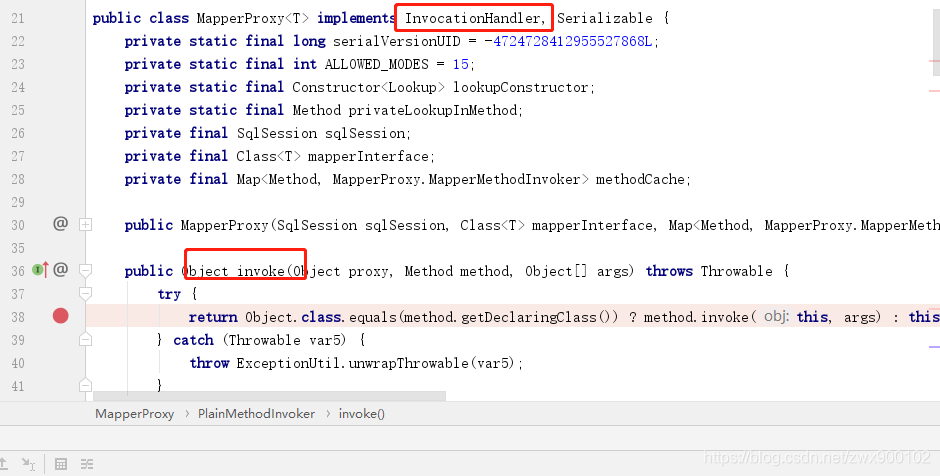 21 public class MapperProxy<T> implements InvocationHandler, Serializable {
22 private static final long serialVersionUID = -4724728412955527868L;
23 private static final int ALLOWED_MODES = 15;
24 private static final Constructor<Lookup> lookupConstructor;
25 private static final Method privateLookupInMethod;
26 private final SqlSession sqlSession;
27 private final Class<T> mapperInterface;
28 private final Map<Method, MapperProxy.MapperMethodInvoker> methodCache;
29
30 @ public MapperProxy(SqlSession sqlSession, Class<T> mapperInterface, Map<Method, MapperProxy.MapperMeth
35
36 @ public Object invoke(Object proxy, Method method, Object[] args) throws Throwable {
37 try {
38 return Object.class.equals(method.getDeclaringClass()) ? method.invoke( obj: this, args) : this
39 } catch (Throwable var5) {
40 throw ExceptionUtil.unwrapThrowable(var5);
41 }
MapperProxy › PlainMethodInvoker › invoke()
https://blog.csdn.net/zwx900102